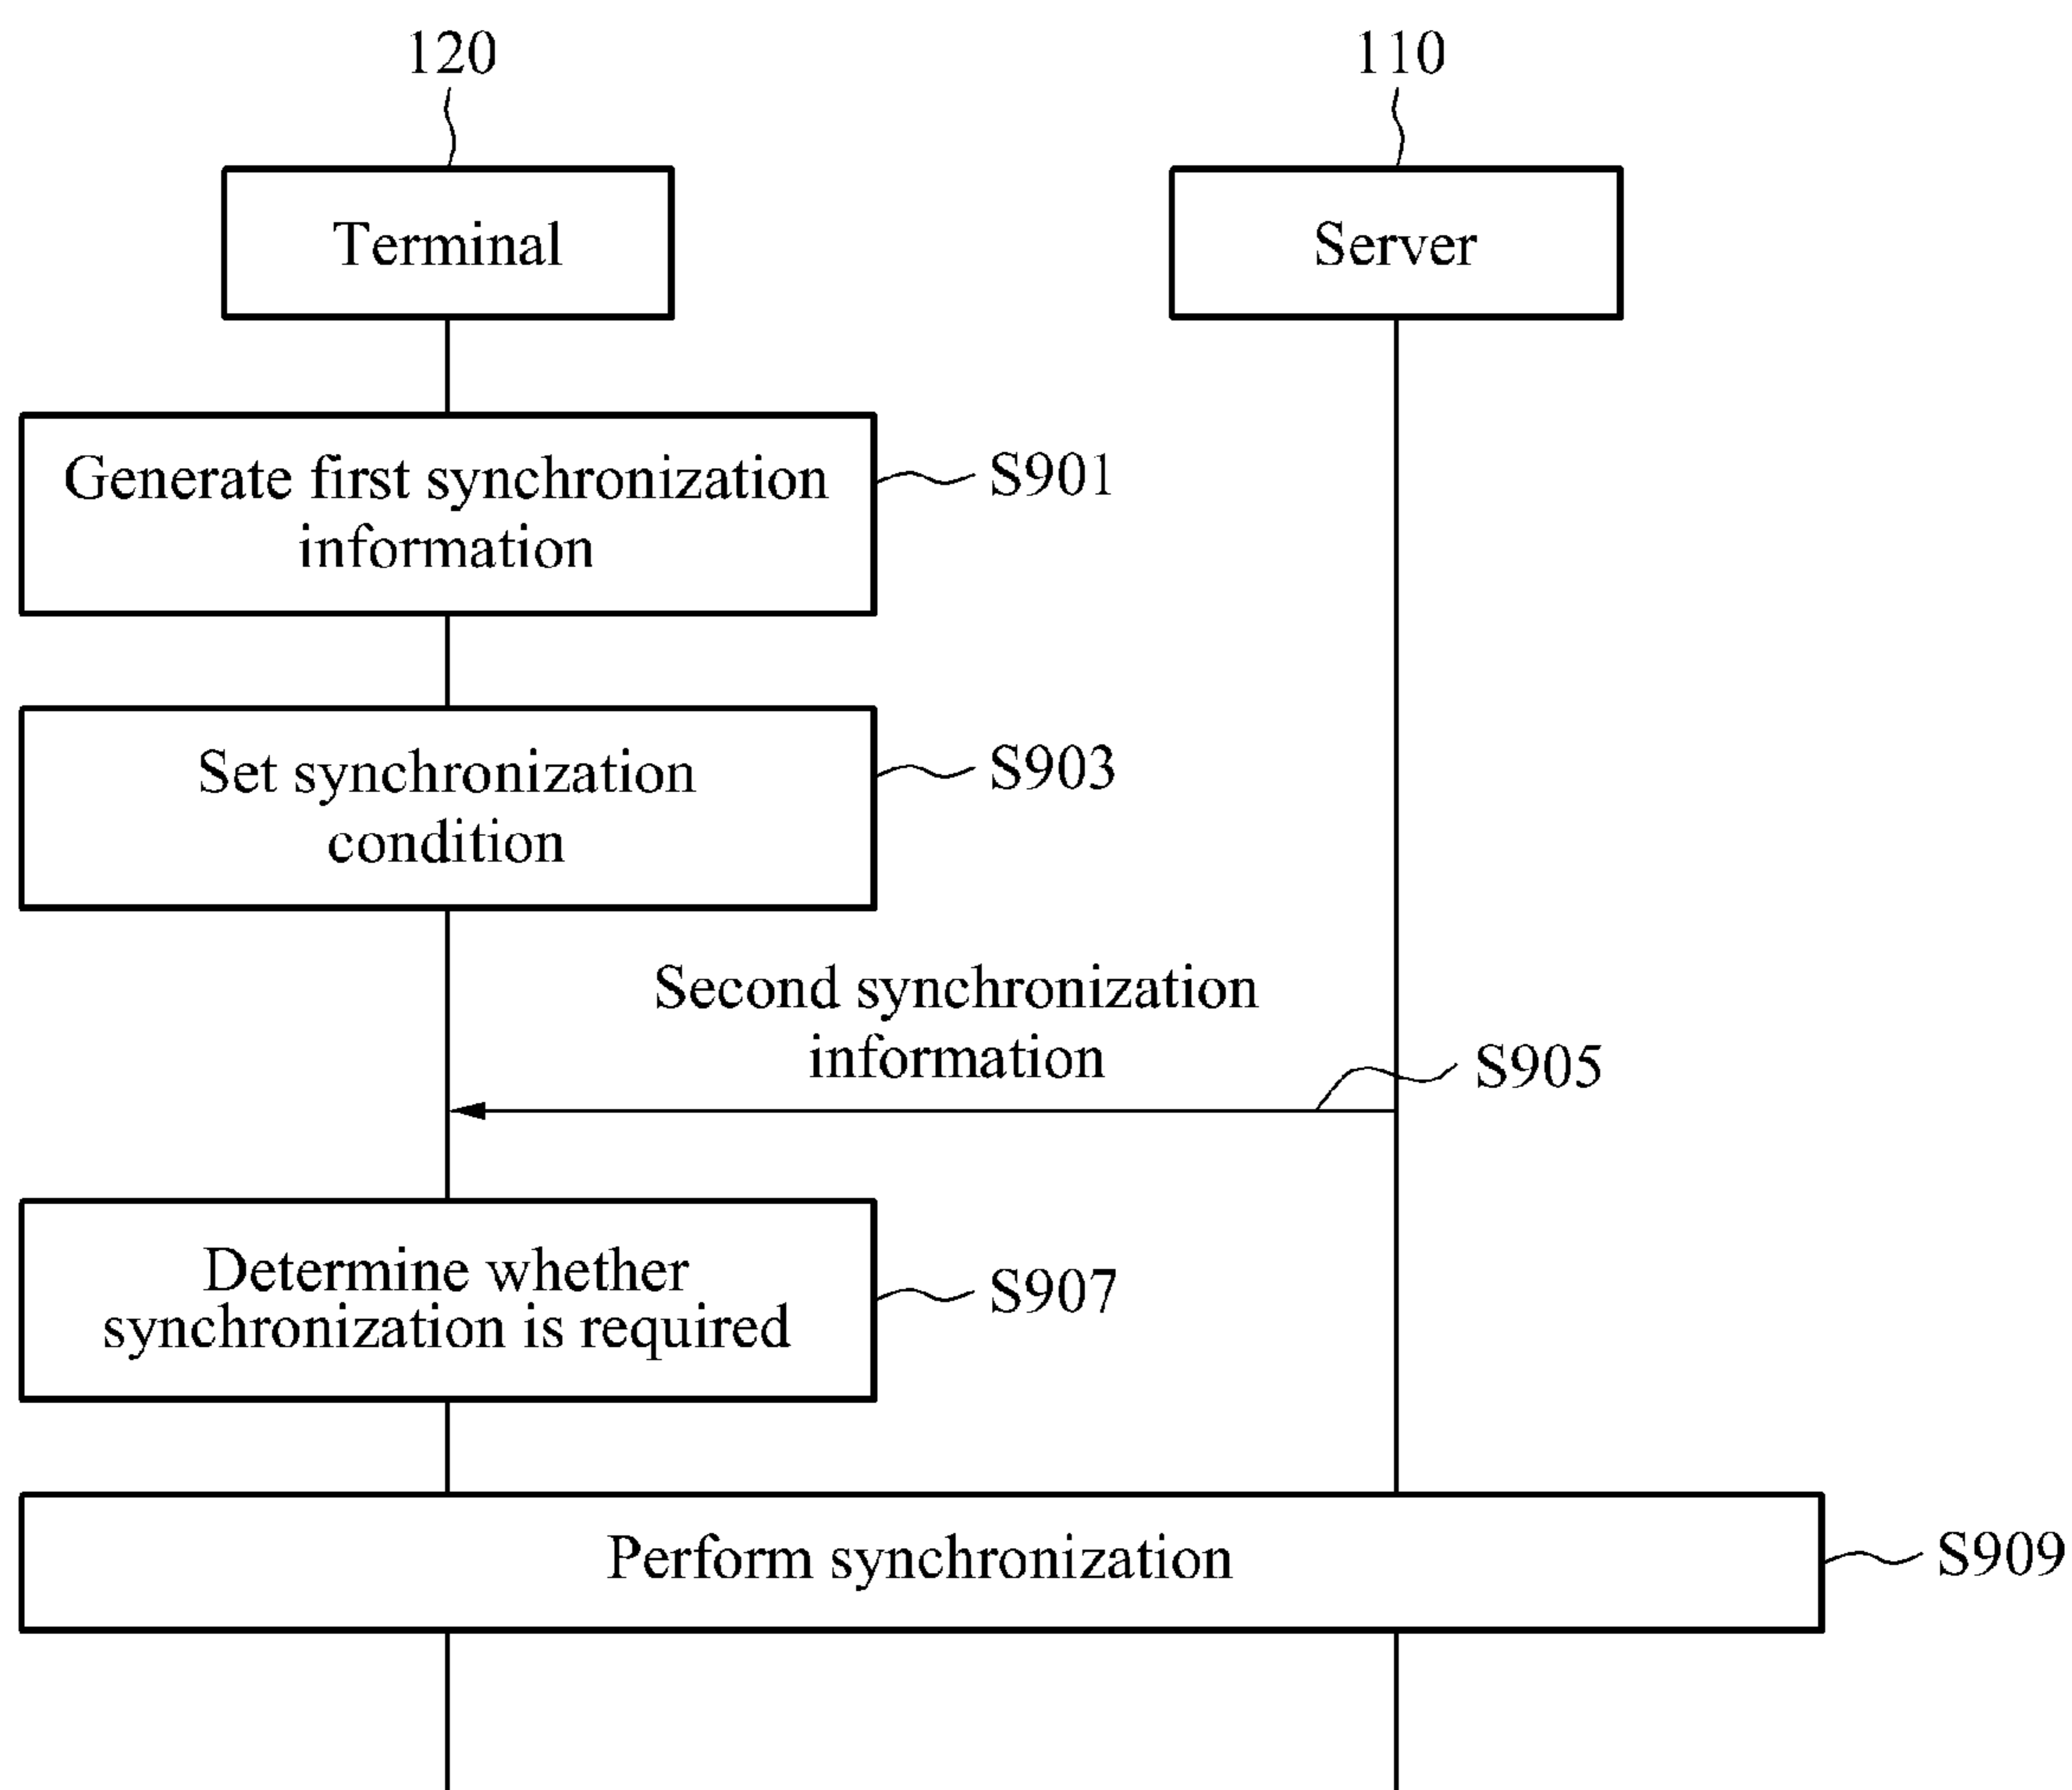 120
110
Terminal
Server
Generate first synchronization
information
S901
Set synchronization
condition
S903
Second synchronization
information
S905
Determine whether
synchronization is required
S907
Perform synchronization
S909